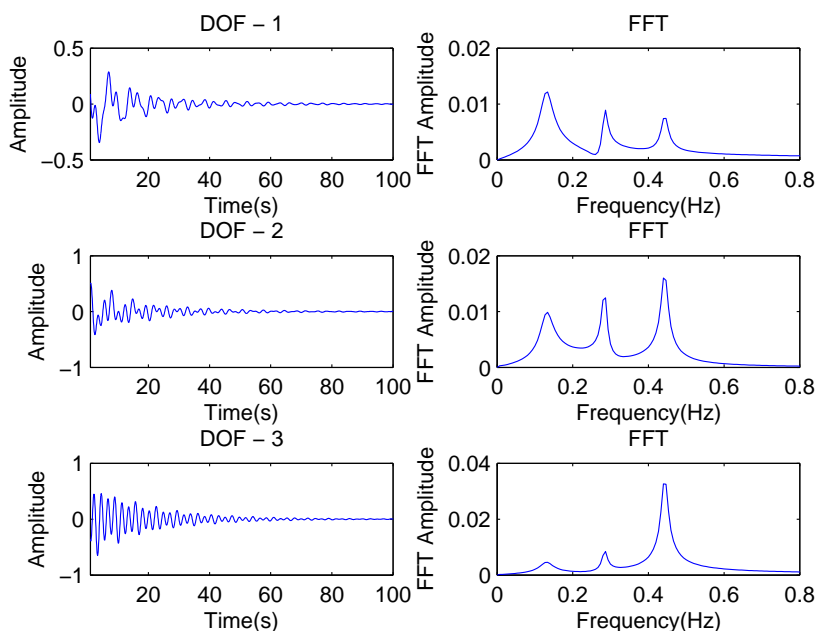 DOF − 1
FFT
Amplitude
0.5
0
−0.5
20 40 60 80 100
Time(s)
FFT Amplitude
0.02
0.01
0
0 0.2 0.4 0.6 0.8
Frequency(Hz)
DOF − 2
FFT
Amplitude
1
0
−1
20 40 60 80 100
Time(s)
FFT Amplitude
0.02
0.01
0
0 0.2 0.4 0.6 0.8
Frequency(Hz)
DOF − 3
FFT
Amplitude
1
0
−1
20 40 60 80 100
Time(s)
FFT Amplitude
0.04
0.02
0
0 0.2 0.4 0.6 0.8
Frequency(Hz)